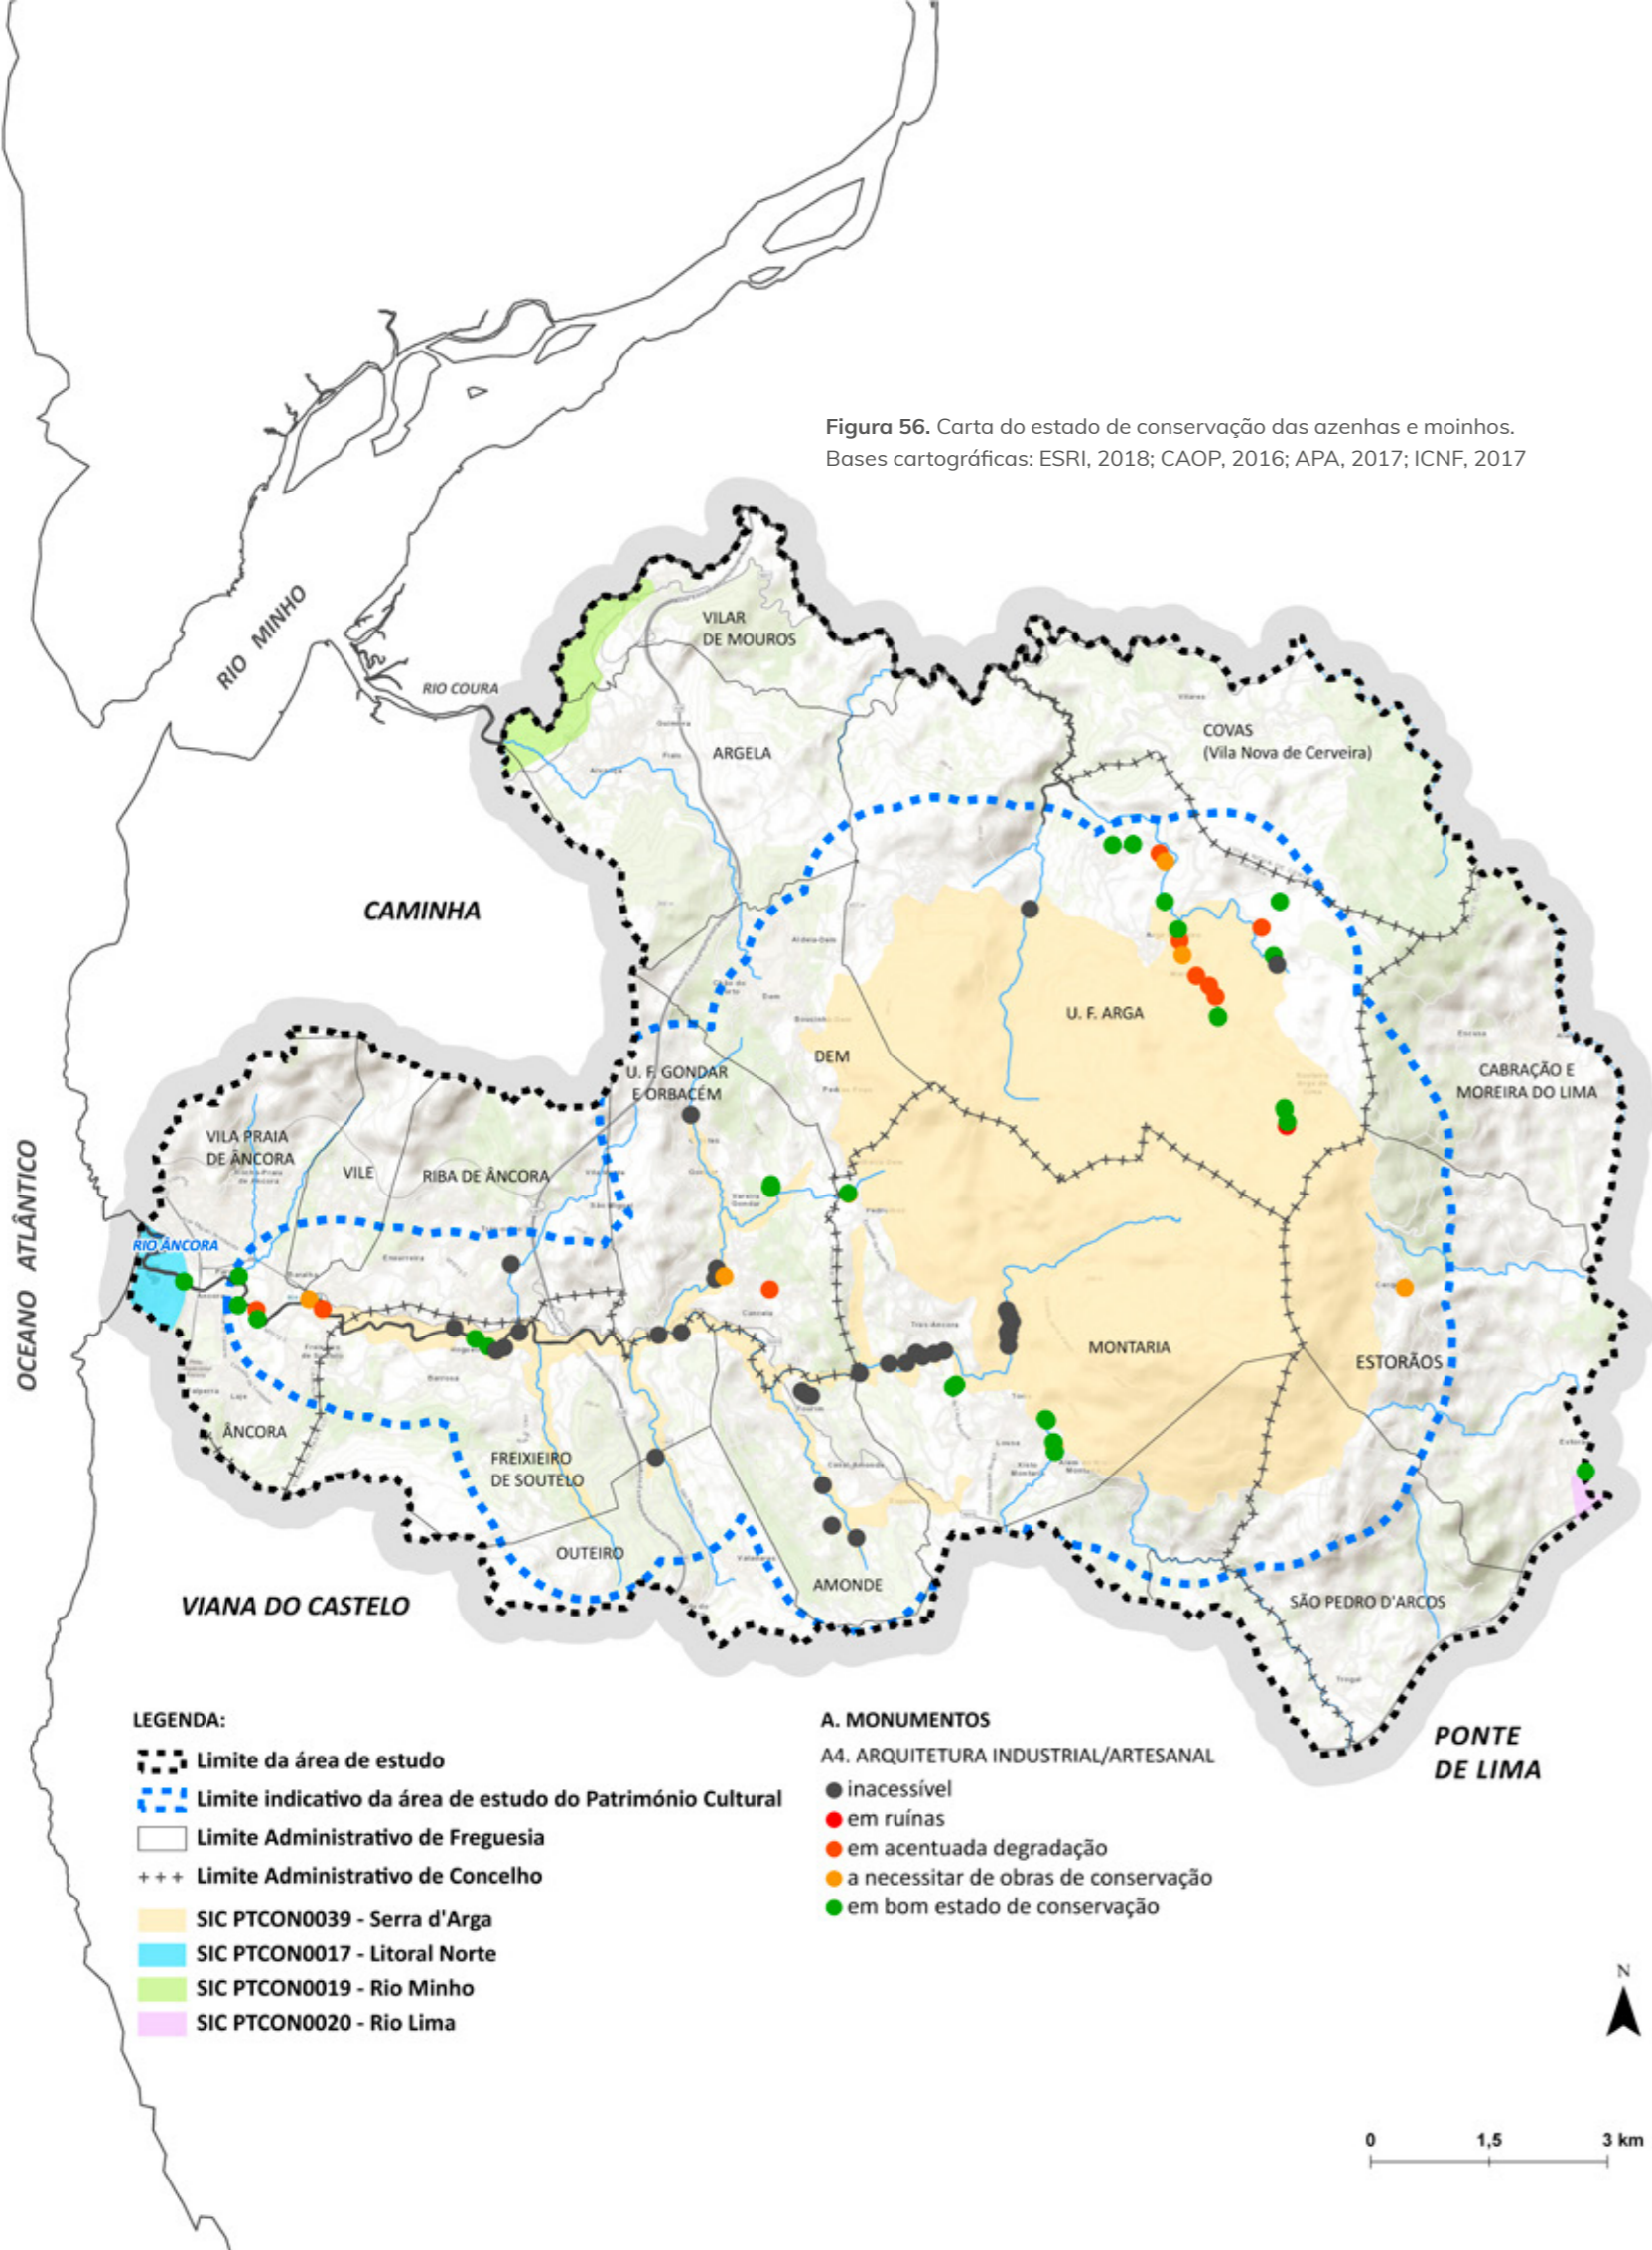 Figura 56. Carta do estado de conservação das azenhas e moinhos.
Bases cartográficas: ESRI, 2018; CAOP, 2016; APA, 2017; ICNF, 2017
RIO MINHO
RIO COURA
VILAR
DE MOUROS
ARGELA
COVAS
(Vila Nova de Cerveira)
CAMINHA
U. F. ARGA
DEM
U. F. GONDAR
E ORBACÉM
CABRAÇÃO E
MOREIRA DO LIMA
VILA PRAIA
DE ÂNCORA
VILE
RIBA DE ÂNCORA
OCEANO ATLÂNTICO
RIO ÂNCORA
MONTARIA
ESTORÃOS
ÂNCORA
FREIXIEIRO
DE SOUTELO
OUTEIRO
AMONDE
SÃO PEDRO D'ARCOS
VIANA DO CASTELO
PONTE
DE LIMA
LEGENDA:
Limite da área de estudo
Limite indicativo da área de estudo do Património Cultural
Limite Administrativo de Freguesia
Limite Administrativo de Concelho
SIC PTCON0039 - Serra d'Arga
SIC PTCON0017 - Litoral Norte
SIC PTCON0019 - Rio Minho
SIC PTCON0020 - Rio Lima
A. MONUMENTOS
A4. ARQUITETURA INDUSTRIAL/ARTESANAL
inacessível
em ruínas
em acentuada degradação
a necessitar de obras de conservação
em bom estado de conservação
N
0 1,5 3 km